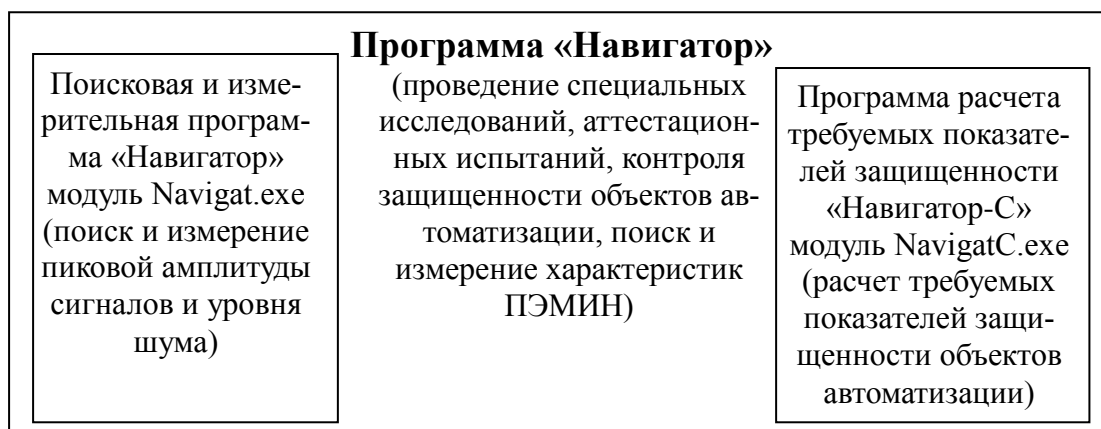 Программа «Навигатор»
(проведение специальных
исследований, аттестацион-
ных испытаний, контроля
защищенности объектов ав-
томатизации, поиск и
измерение характеристик
ПЭМИН)
Поисковая и изме-
рительная програм-
ма «Навигатор»
модуль Navigat.exe
(поиск и измерение
пиковой амплитуды
сигналов и уровня
шума)
Программа расчета
требуемых показате-
лей защищенности
«Навигатор-С»
модуль NavigatC.exe
(расчет требуемых
показателей защи-
щенности объектов
автоматизации)